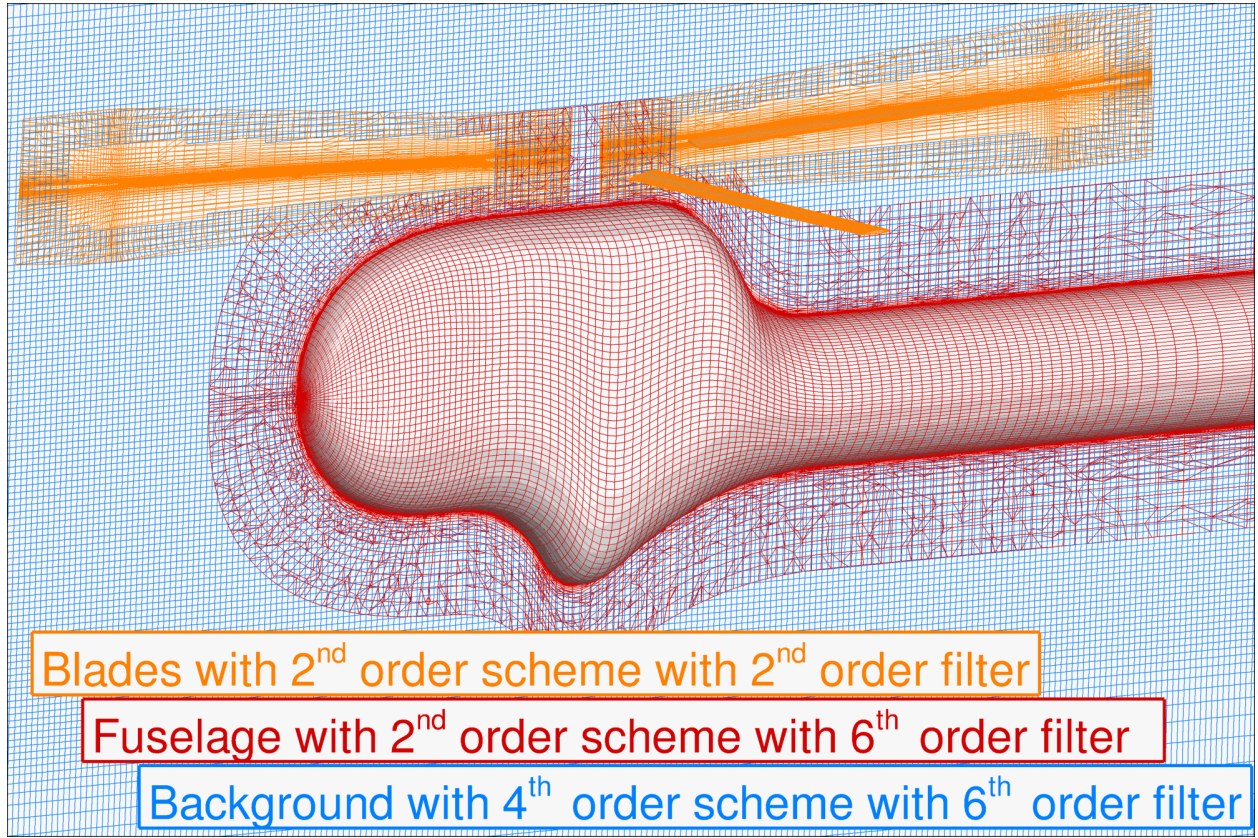 Blades with 2nd order scheme with 2nd order filter
Fuselage with 2nd order scheme with 6th order filter
Background with 4th order scheme with 6th order filter